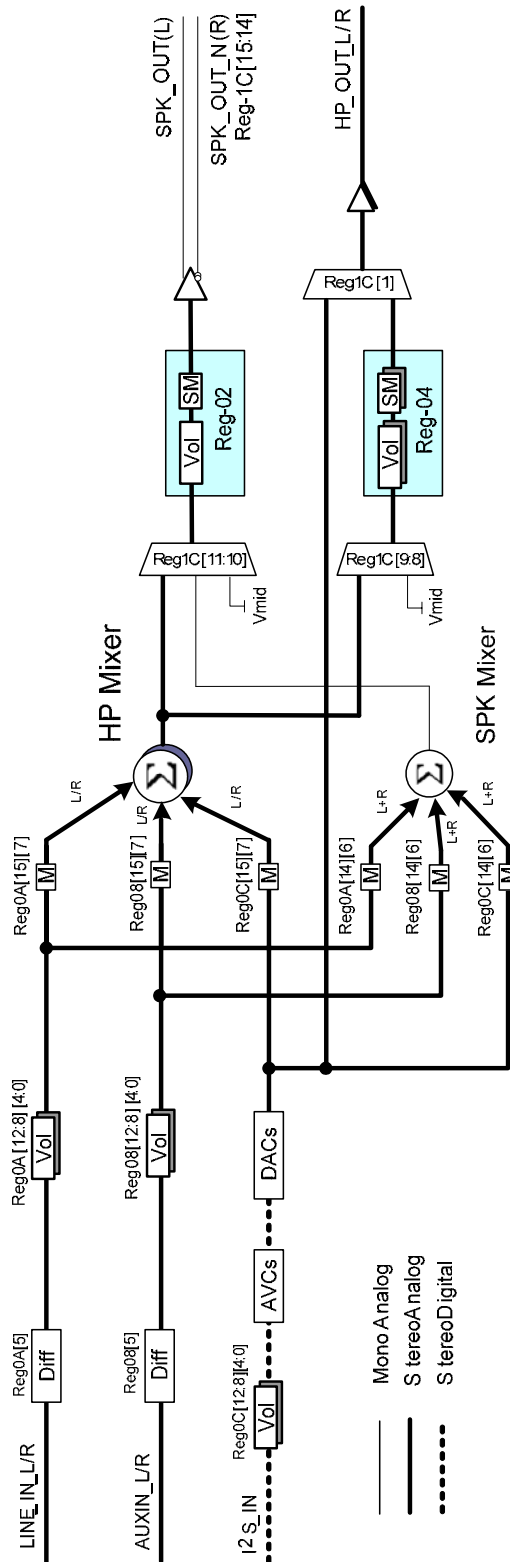 LINE_IN_L/R
Reg0A[5]
Diff
Reg0A[12:8][4:0]
Vol
Reg0A[15][7]
M
L/R
HP Mixer
Σ
AUXIN_L/R
Reg08[5]
Diff
Reg08[12:8][4:0]
Vol
Reg08[15][7]
M
L/R
I2S_IN
Reg0C[12:8][4:0]
Vol
AVCs
DACs
Reg0C[15][7]
M
L/R
Reg0A[14][6]
M
L+R
Reg08[14][6]
M
L+R
Reg0C[14][6]
M
L+R
Σ
SPK Mixer
Reg1C[11:10]
Vmid
Vol
SM
Reg-02
6
SPK_OUT(L)
SPK_OUT_N(R)
Reg-1C[15:14]
Reg1C[9:8]
Vmid
Vol
SM
Reg-04
Reg1C[1]
HP_OUT_L/R
Mono Analog
StereoAnalog
StereoDigital